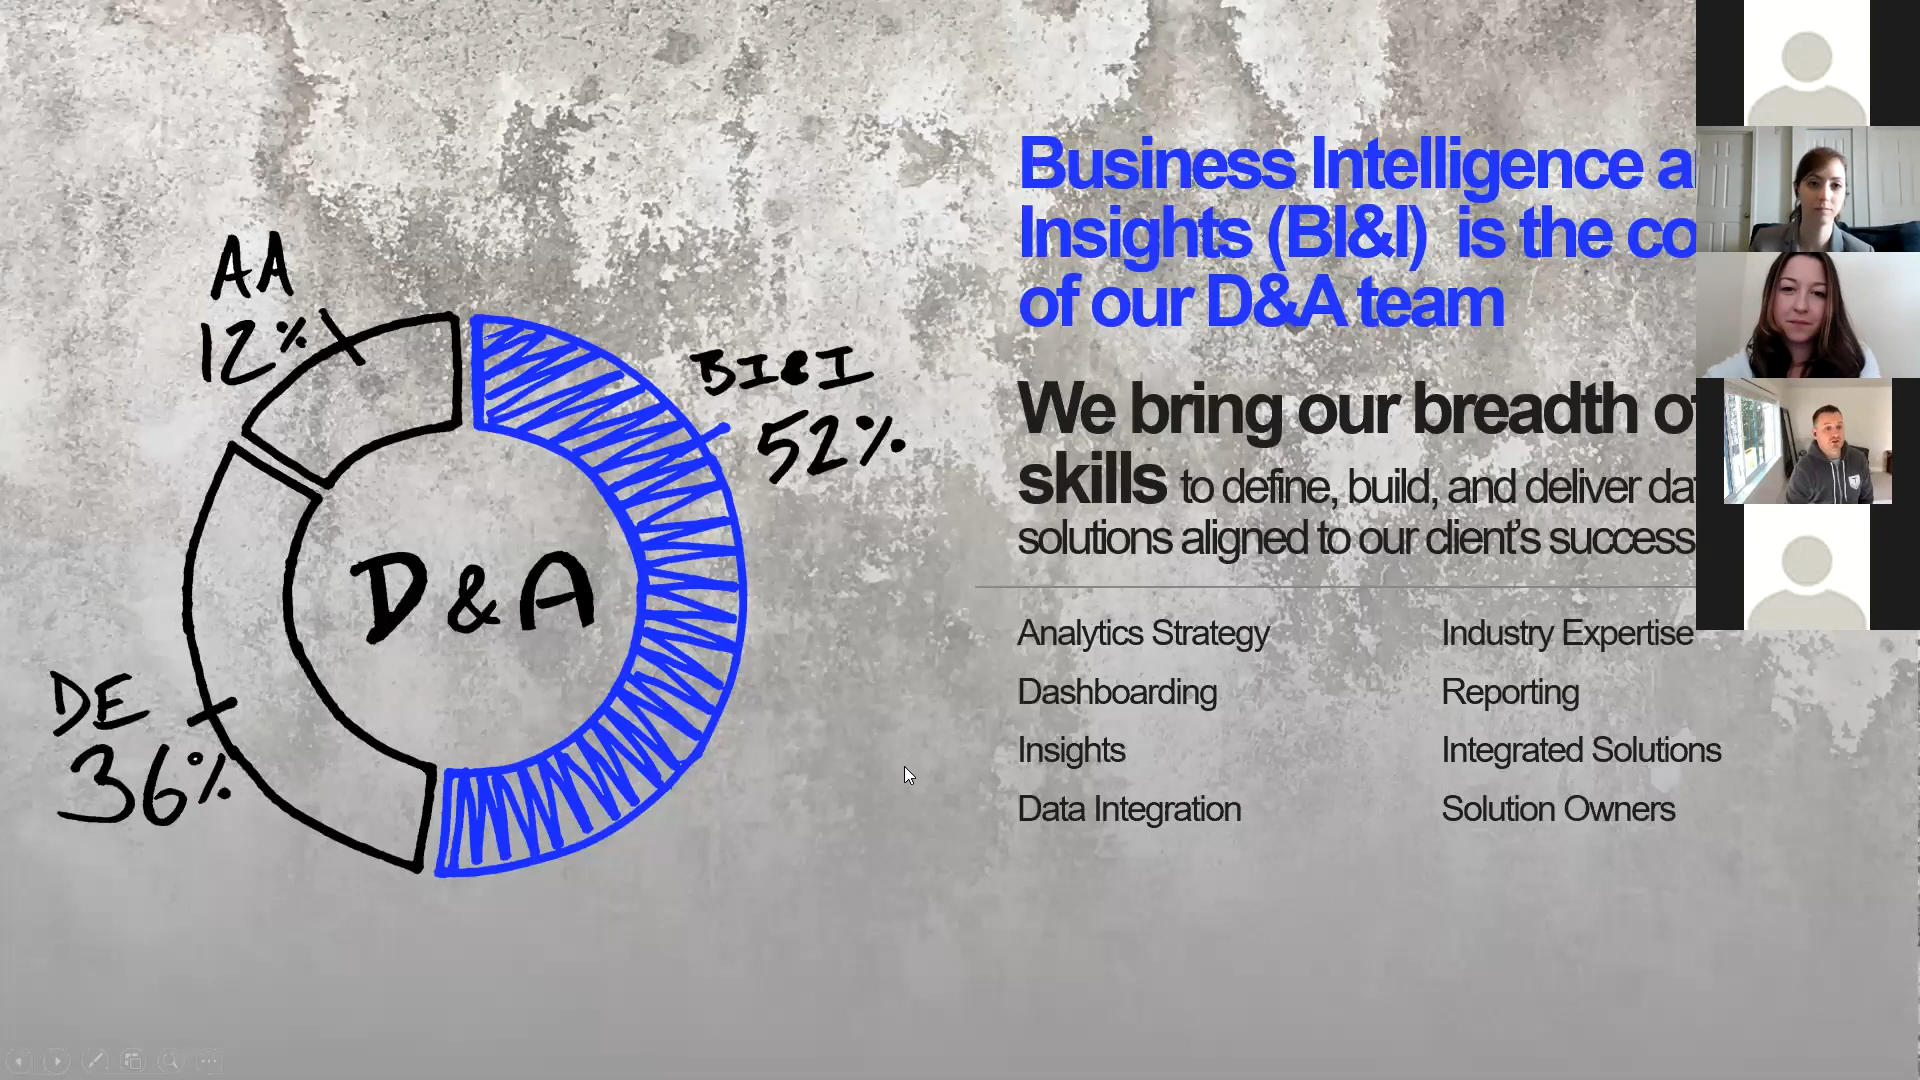 AA
12%
BI&I
52%
D&A
DE
36%
Business Intelligence
Insights (BI&I) is the
of our D&A team
We bring our breadth
skills to define, build, and deliver
solutions aligned to our client's success
Analytics Strategy
Industry Expertise
Dashboarding
Reporting
Insights
Integrated Solutions
Data Integration
Solution Owners